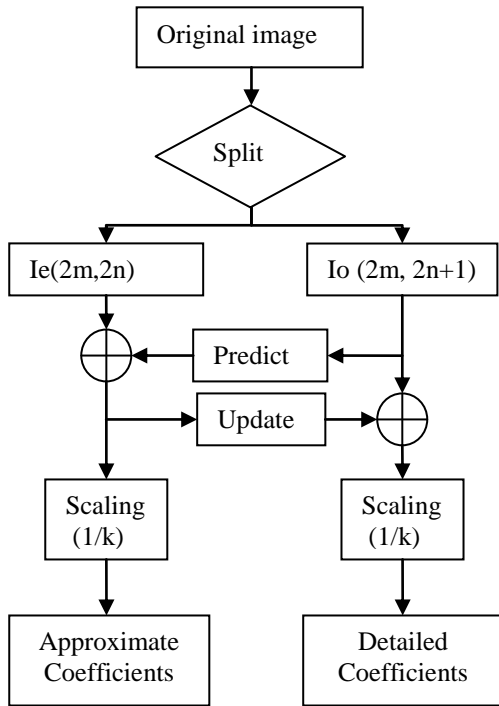 Original image
Split
Ie(2m,2n)
Io (2m, 2n+1)
Predict
Update
Scaling
(1/k)
Scaling
(1/k)
Approximate
Coefficients
Detailed
Coefficients